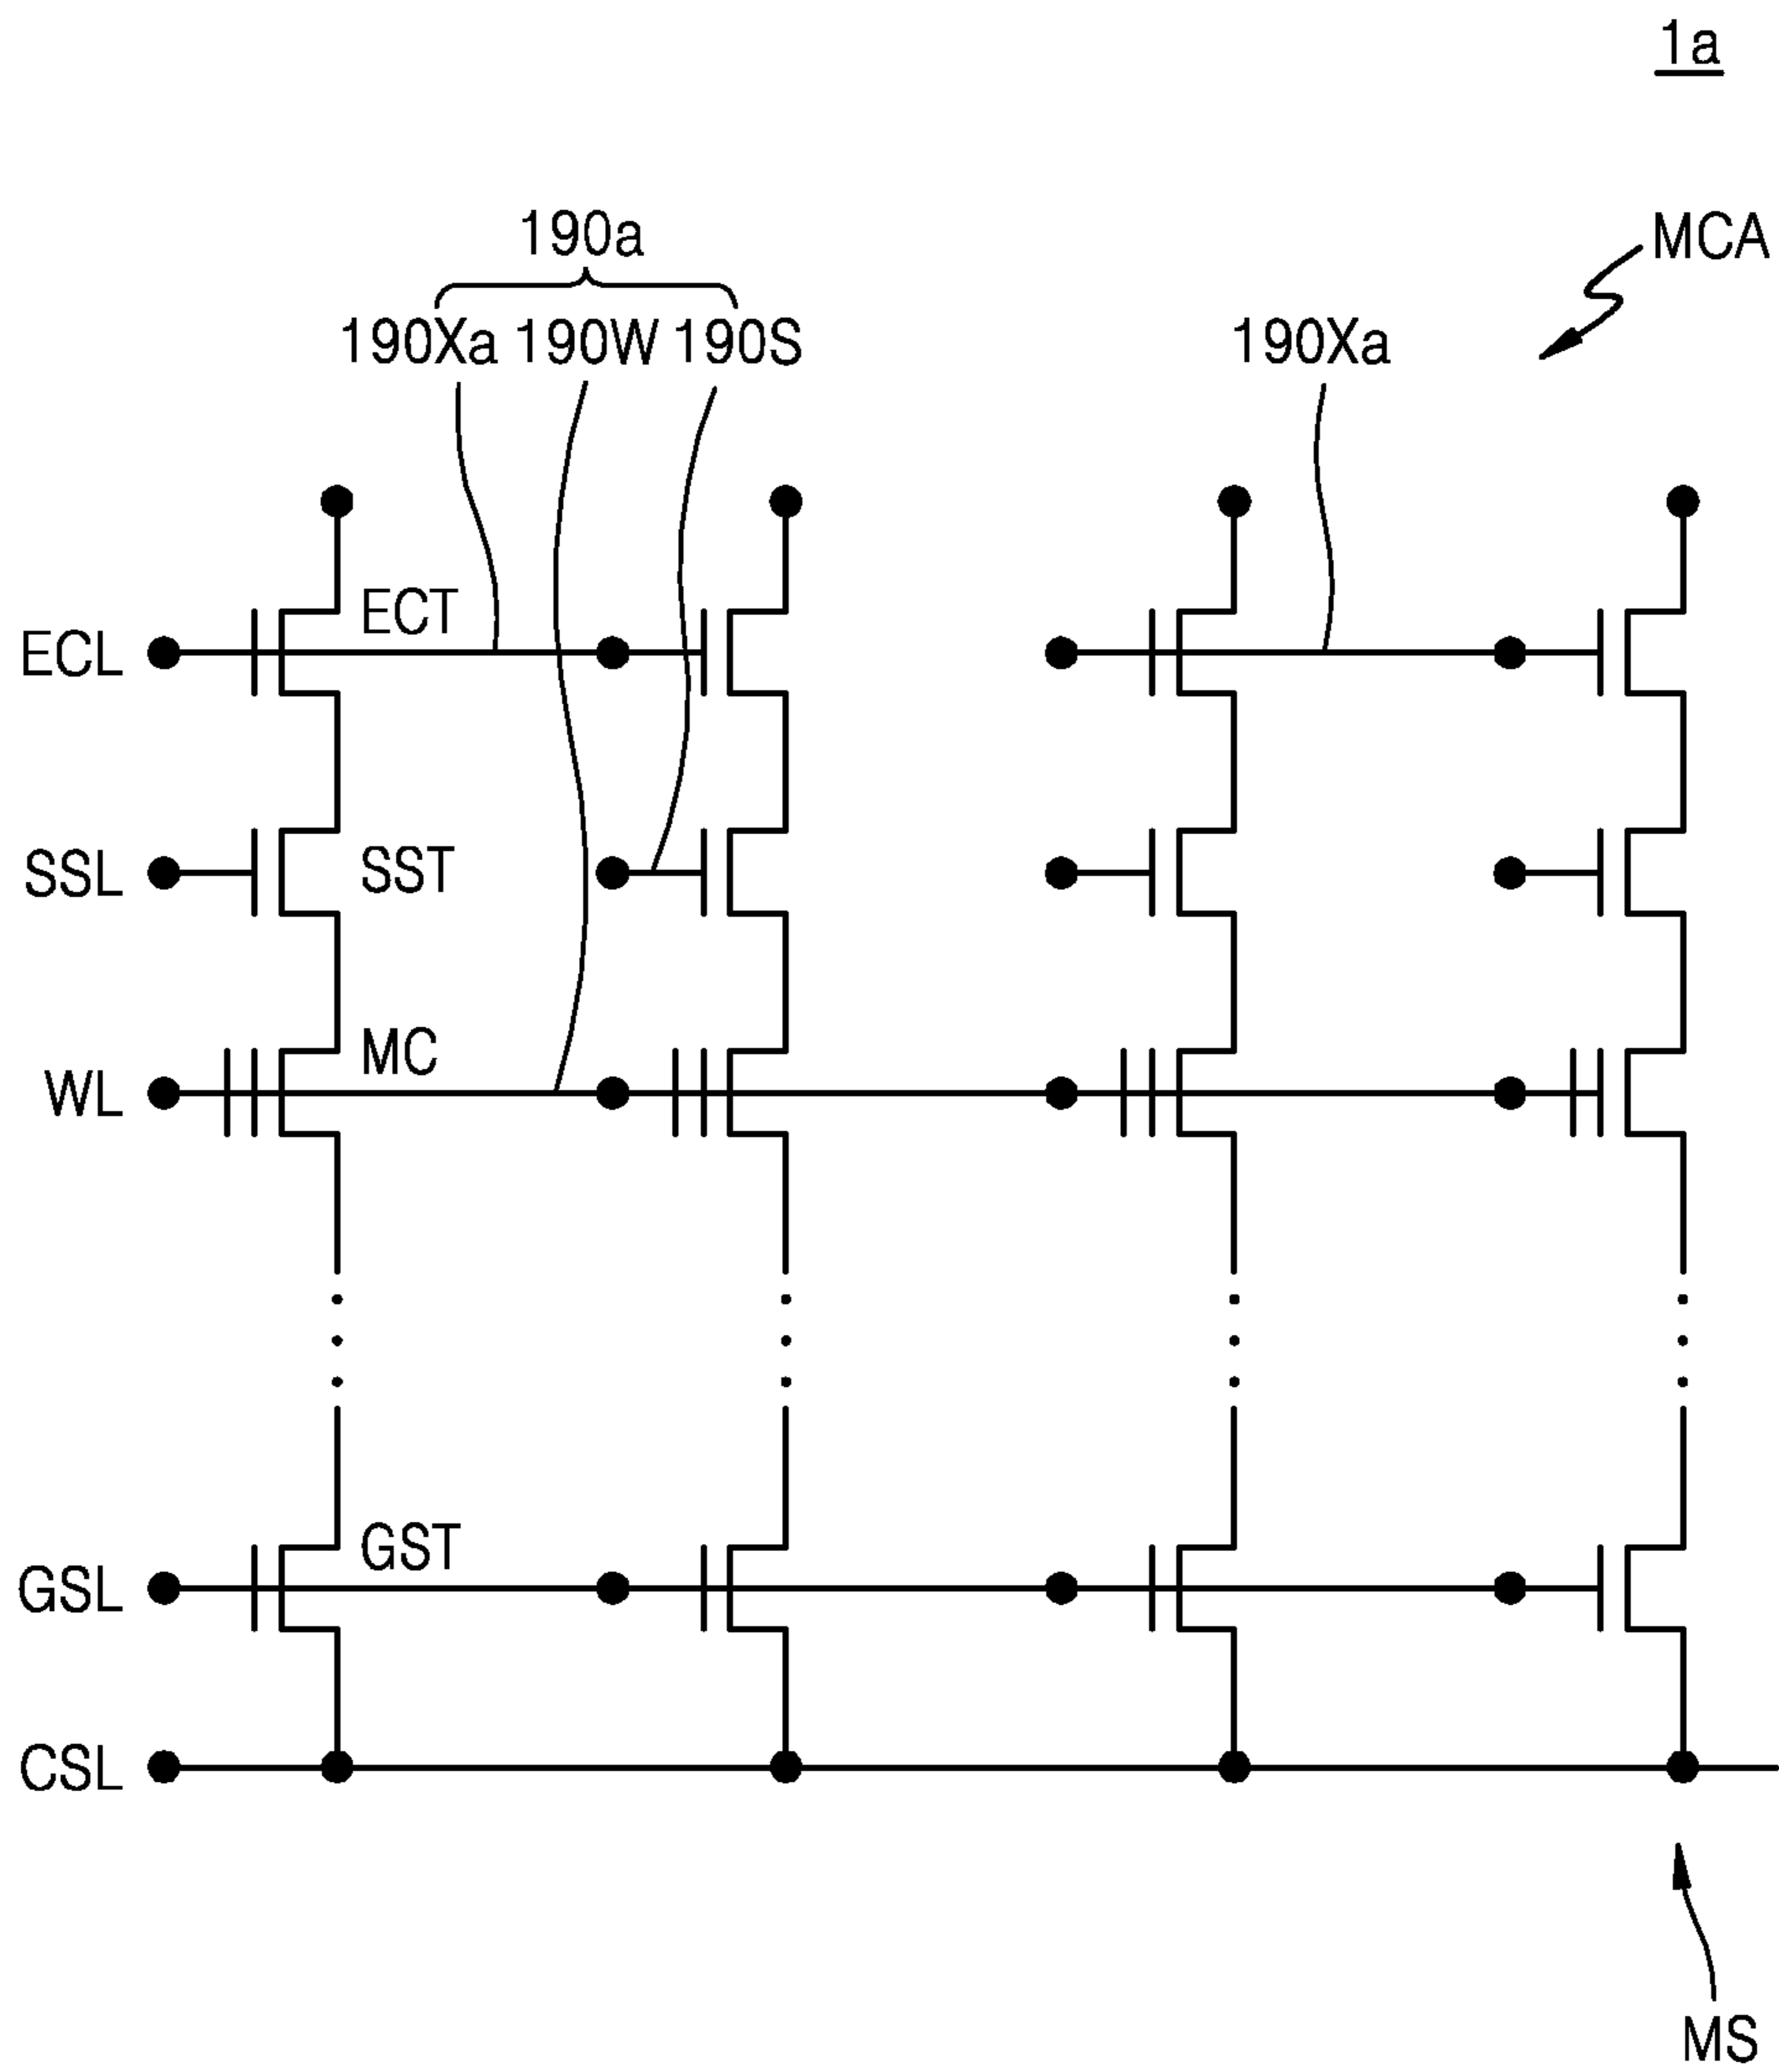 1a
190a
MCA
190Xa 190W 190S
190Xa
ECT
ECL
SST
SSL
MC
WL
GST
GSL
CSL
MS